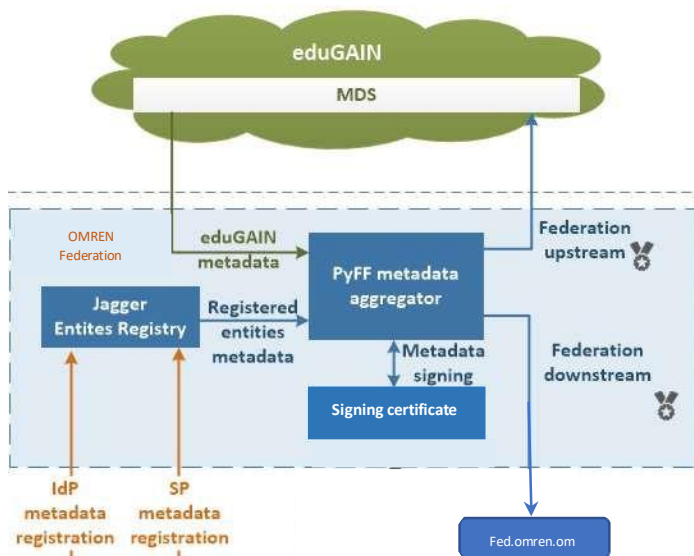 eduGAIN
MDS
OMREN
Federation
eduGAIN
metadata
PyFF metadata
aggregator
Federation
upstream
Jagger
Entites Registry
Registered
entities
metadata
Metadata
signing
Federation
downstream
Signing certificate
IdP
metadata
registration
SP
metadata
registration
Fed.omren.om